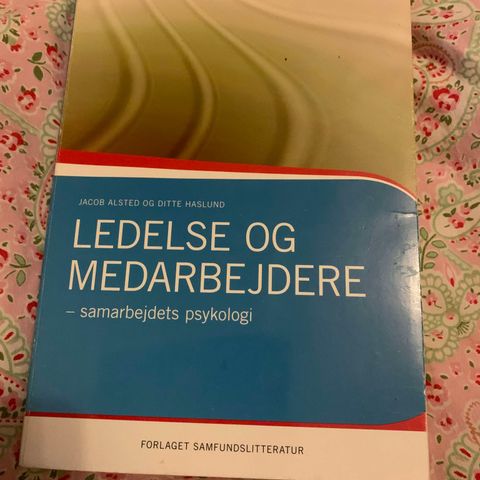 JACOB ALSTED OG DITTE HASLUND
LEDELSE OG
MEDARBEJDERE
– samarbejdets psykologi
FORLAGET SAMFUNDSLITTERATUR